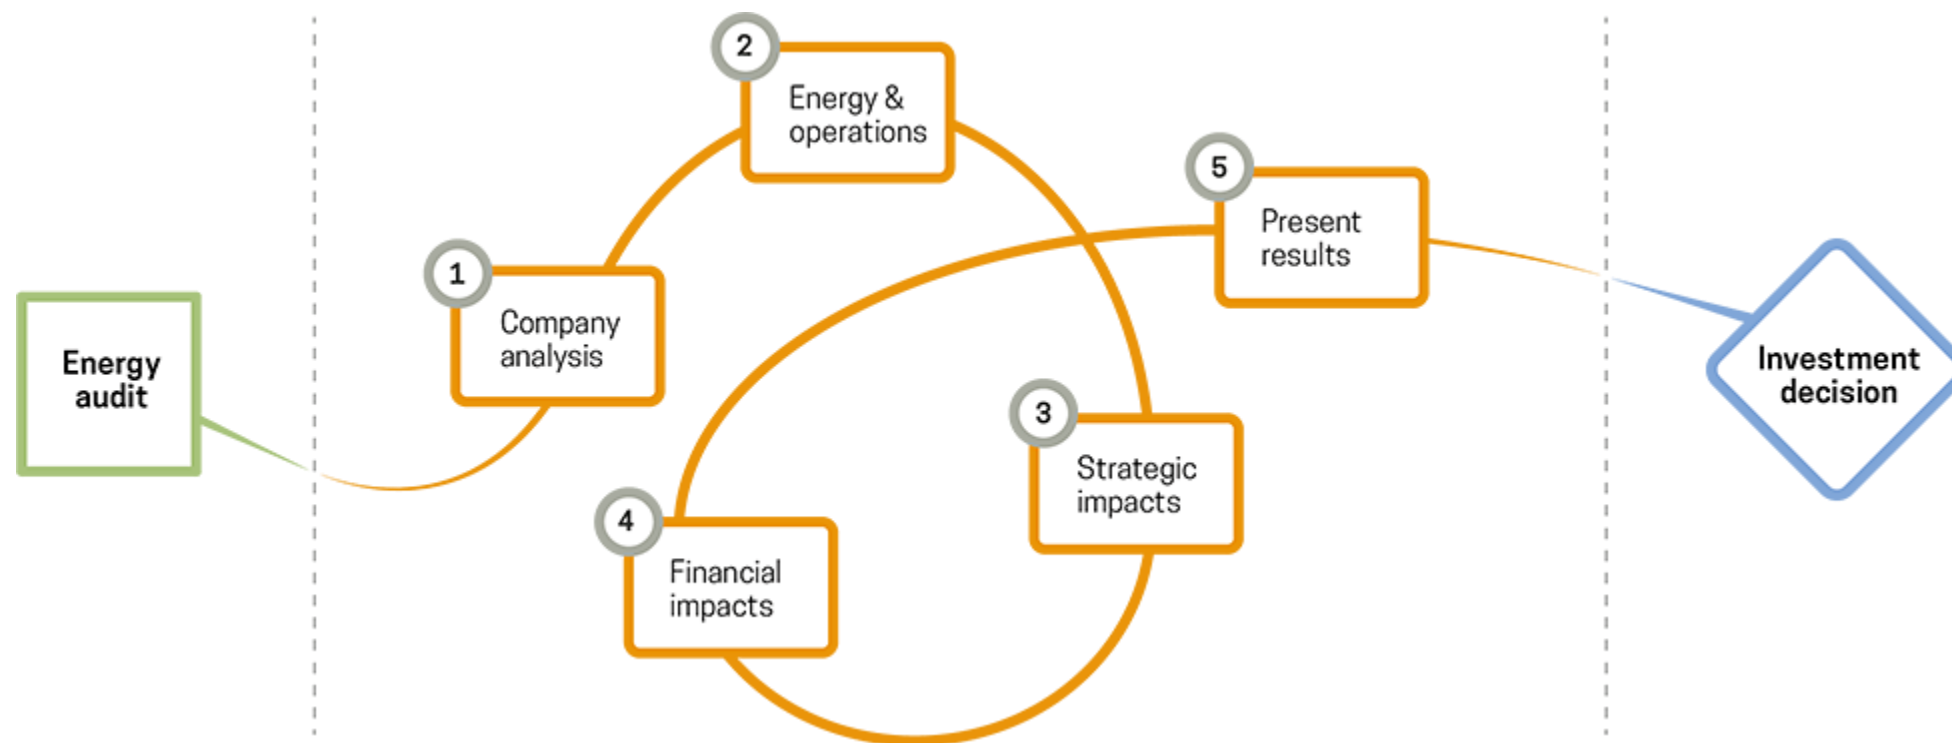 Energy
audit
1
Company
analysis
2
Energy &
operations
3
Strategic
impacts
4
Financial
impacts
5
Present
results
Investment
decision